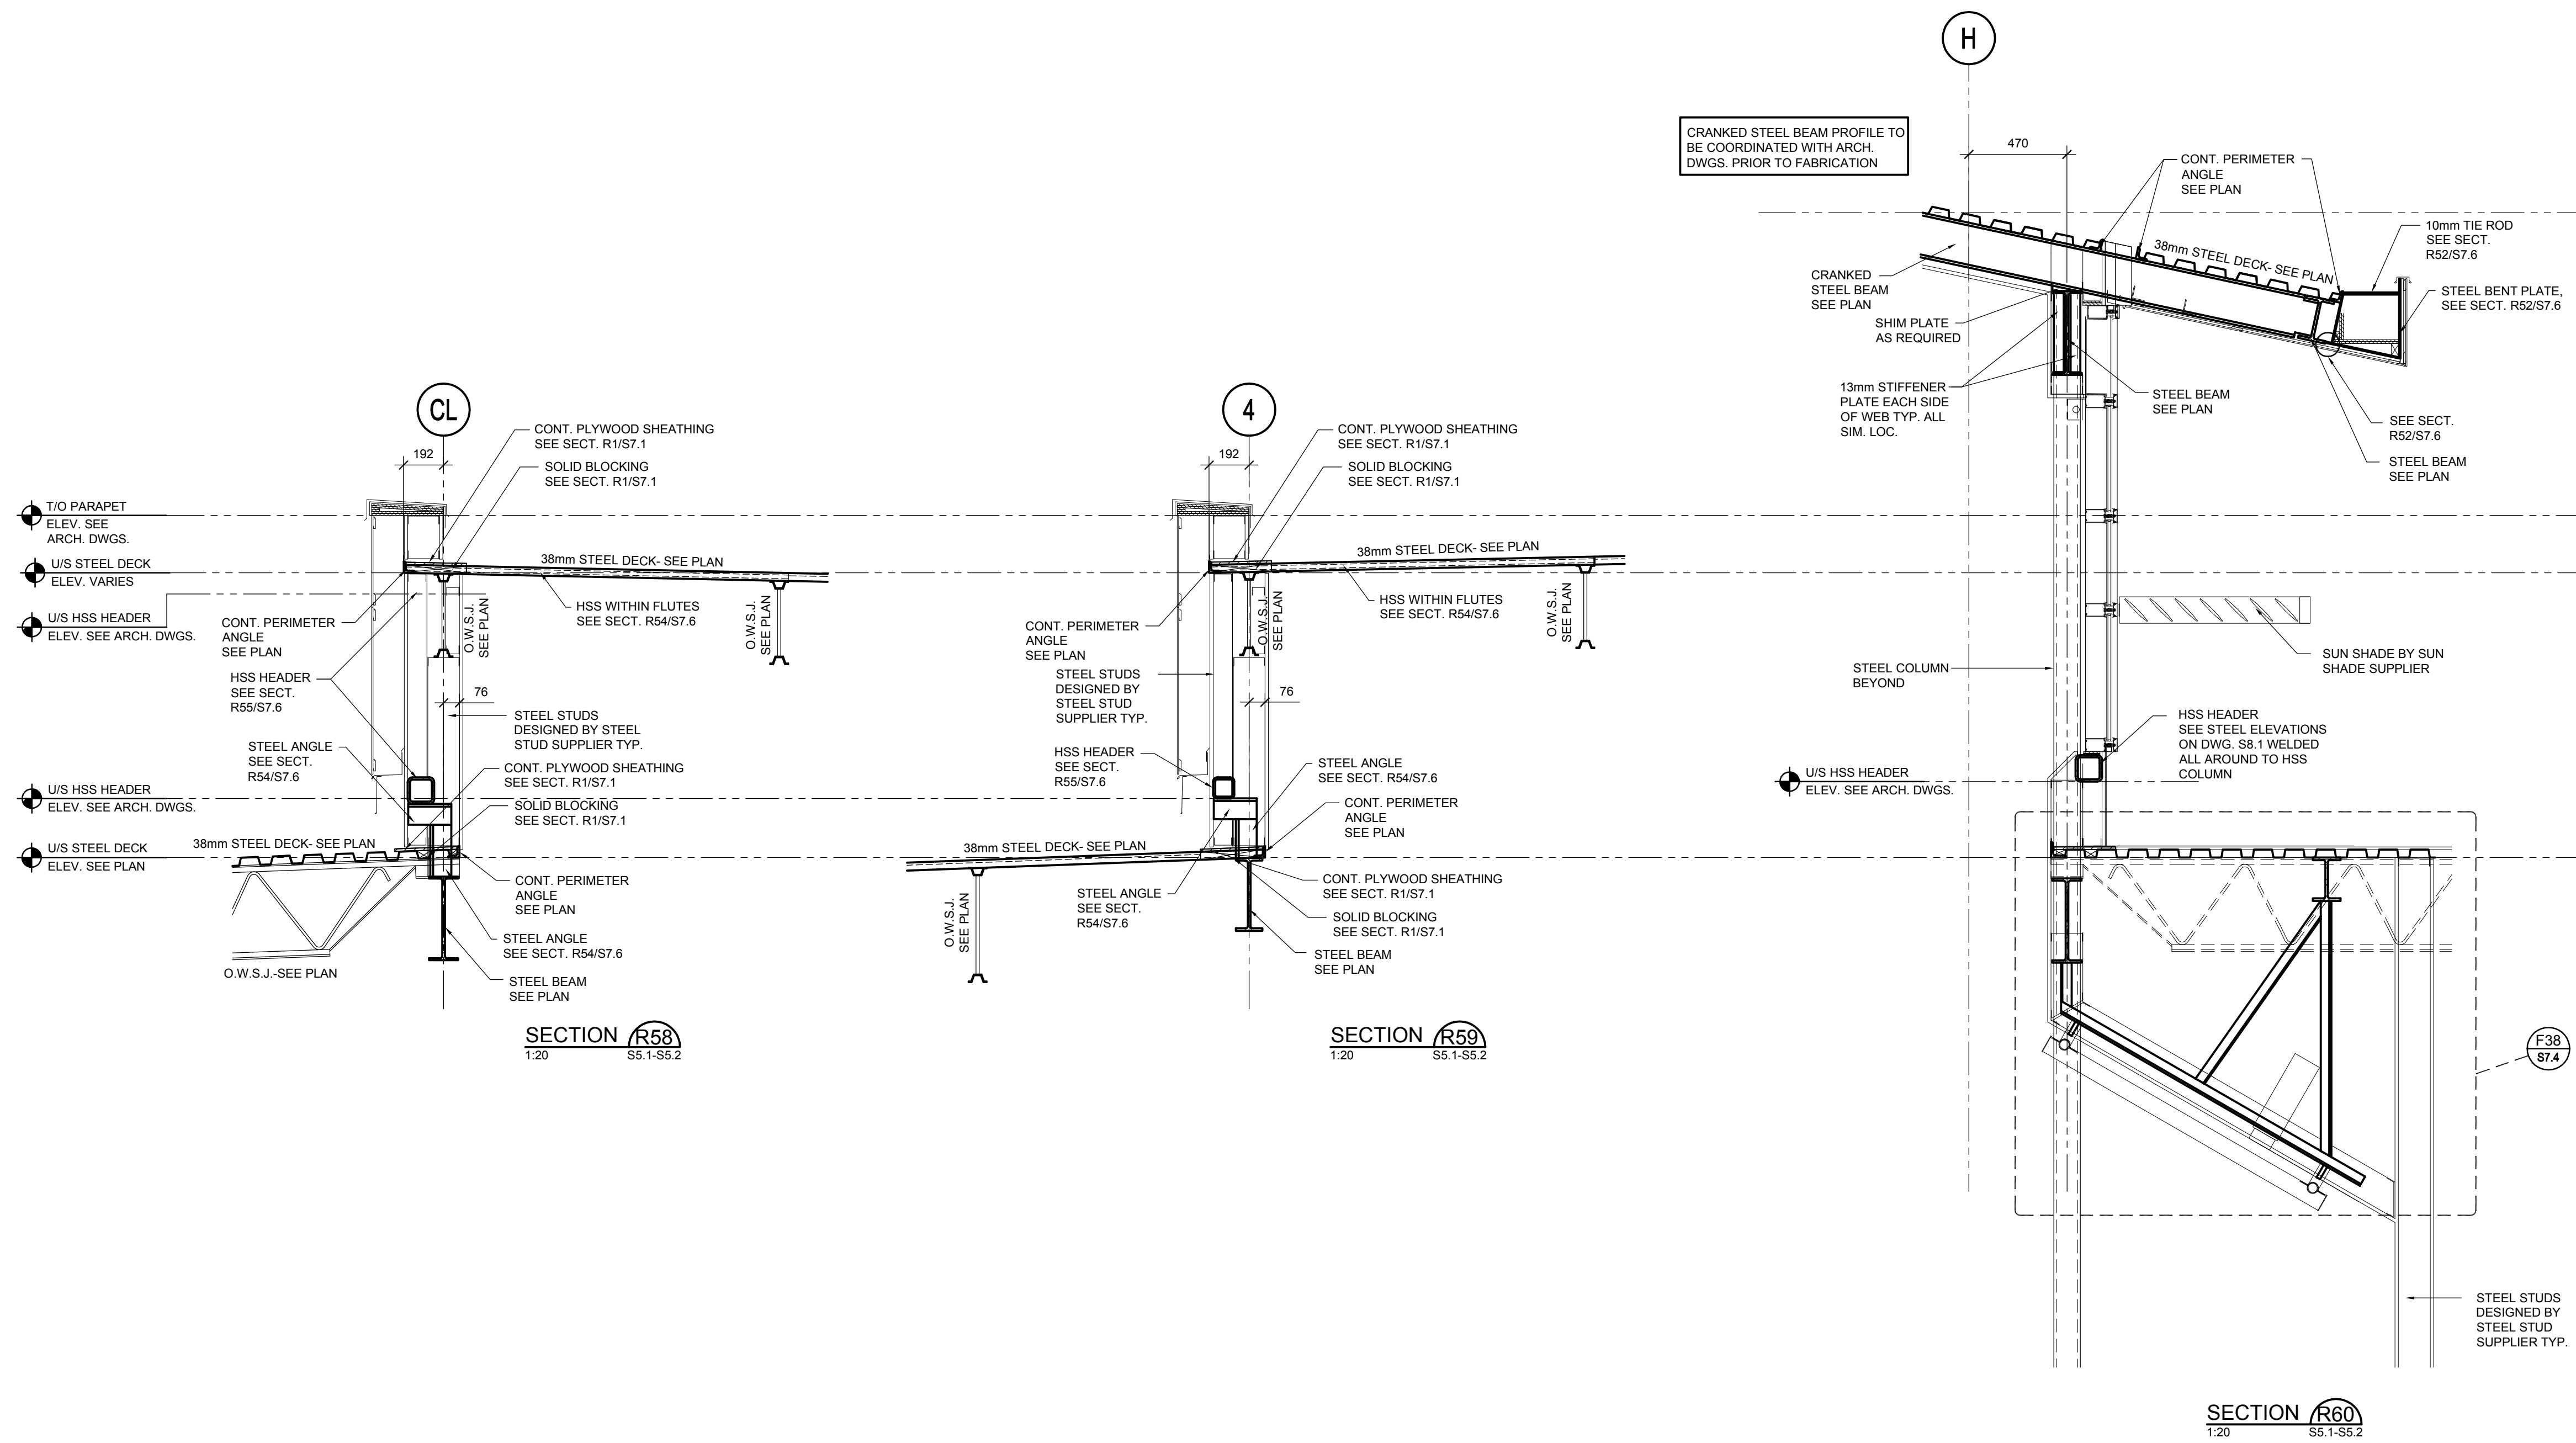 T/O PARAPET
ELEV. SEE
ARCH. DWGS.
U/S STEEL DECK
ELEV. VARIES
U/S HSS HEADER
ELEV. SEE ARCH. DWGS.
U/S HSS HEADER
ELEV. SEE ARCH. DWGS.
U/S STEEL DECK
ELEV. SEE PLAN
CL
192
CONT. PLYWOOD SHEATHING
SEE SECT. R1/S7.1
SOLID BLOCKING
SEE SECT. R1/S7.1
38mm STEEL DECK- SEE PLAN
HSS WITHIN FLUTES
SEE SECT. R54/S7.6
O.W.S.J.
SEE PLAN
O.W.S.J.
SEE PLAN
CONT. PERIMETER
ANGLE
SEE PLAN
HSS HEADER
SEE SECT.
R55/S7.6
76
STEEL STUDS
DESIGNED BY STEEL
STUD SUPPLIER TYP.
STEEL ANGLE
SEE SECT.
R54/S7.6
CONT. PLYWOOD SHEATHING
SEE SECT. R1/S7.1
SOLID BLOCKING
SEE SECT. R1/S7.1
38mm STEEL DECK- SEE PLAN
CONT. PERIMETER
ANGLE
SEE PLAN
STEEL ANGLE
SEE SECT. R54/S7.6
O.W.S.J.-SEE PLAN
STEEL BEAM
SEE PLAN
SECTION R58
1:20 S5.1-S5.2
4
192
CONT. PLYWOOD SHEATHING
SEE SECT. R1/S7.1
SOLID BLOCKING
SEE SECT. R1/S7.1
38mm STEEL DECK- SEE PLAN
HSS WITHIN FLUTES
SEE SECT. R54/S7.6
O.W.S.J.
SEE PLAN
O.W.S.J.
SEE PLAN
CONT. PERIMETER
ANGLE
SEE PLAN
STEEL STUDS
DESIGNED BY
STEEL STUD
SUPPLIER TYP.
76
HSS HEADER
SEE SECT.
R55/S7.6
STEEL ANGLE
SEE SECT. R54/S7.6
CONT. PERIMETER
ANGLE
SEE PLAN
38mm STEEL DECK- SEE PLAN
STEEL ANGLE
SEE SECT.
R54/S7.6
O.W.S.J.
SEE PLAN
CONT. PLYWOOD SHEATHING
SEE SECT. R1/S7.1
SOLID BLOCKING
SEE SECT. R1/S7.1
STEEL BEAM
SEE PLAN
SECTION R59
1:20 S5.1-S5.2
H
CRANKED STEEL BEAM PROFILE TO
BE COORDINATED WITH ARCH.
DWGS. PRIOR TO FABRICATION
470
CONT. PERIMETER
ANGLE
SEE PLAN
10mm TIE ROD
SEE SECT.
R52/S7.6
38mm STEEL DECK- SEE PLAN
CRANKED
STEEL BEAM
SEE PLAN
STEEL BENT PLATE,
SEE SECT. R52/S7.6
SHIM PLATE
AS REQUIRED
13mm STIFFENER
PLATE EACH SIDE
OF WEB TYP. ALL
SIM. LOC.
STEEL BEAM
SEE PLAN
SEE SECT.
R52/S7.6
STEEL BEAM
SEE PLAN
SUN SHADE BY SUN
SHADE SUPPLIER
STEEL COLUMN
BEYOND
HSS HEADER
SEE STEEL ELEVATIONS
ON DWG. S8.1 WELDED
ALL AROUND TO HSS
COLUMN
U/S HSS HEADER
ELEV. SEE ARCH. DWGS.
F38
S7.4
STEEL STUDS
DESIGNED BY
STEEL STUD
SUPPLIER TYP.
SECTION R60
1:20 S5.1-S5.2